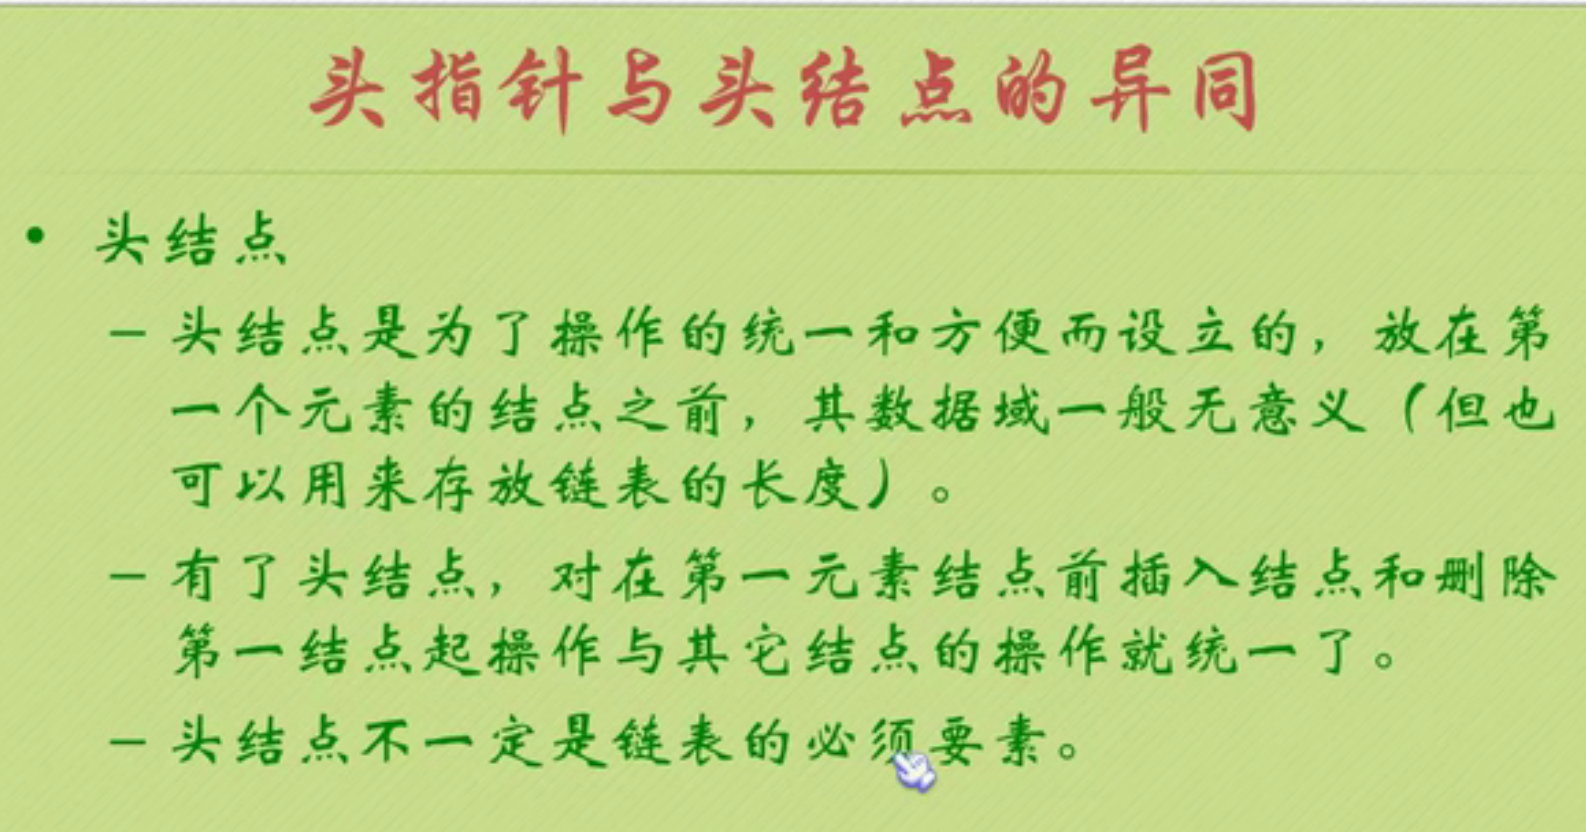 头指针与头结点的异同
• 头结点
– 头结点是为了操作的统一和方便而设立的，放在第
一个元素的结点之前，其数据域一般无意义（但也
可以用来存放链表的长度）。
– 有了头结点，对在第一元素结点前插入结点和删除
第一结点起操作与其它结点的操作就统一了。
– 头结点不一定是链表的必须要素。